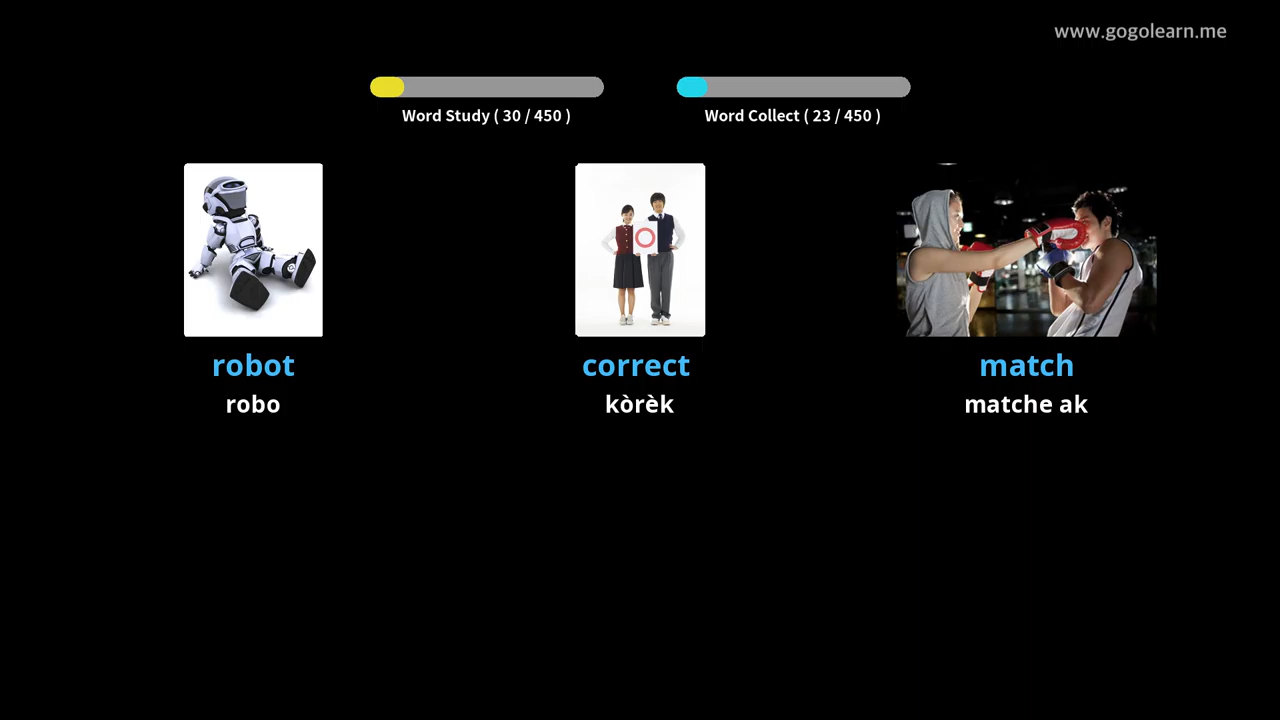 www.gogolearn.me
Word Study ( 30 / 450 )
Word Collect ( 23 / 450 )
robot
correct
match
robo
kòrèk
matche ak